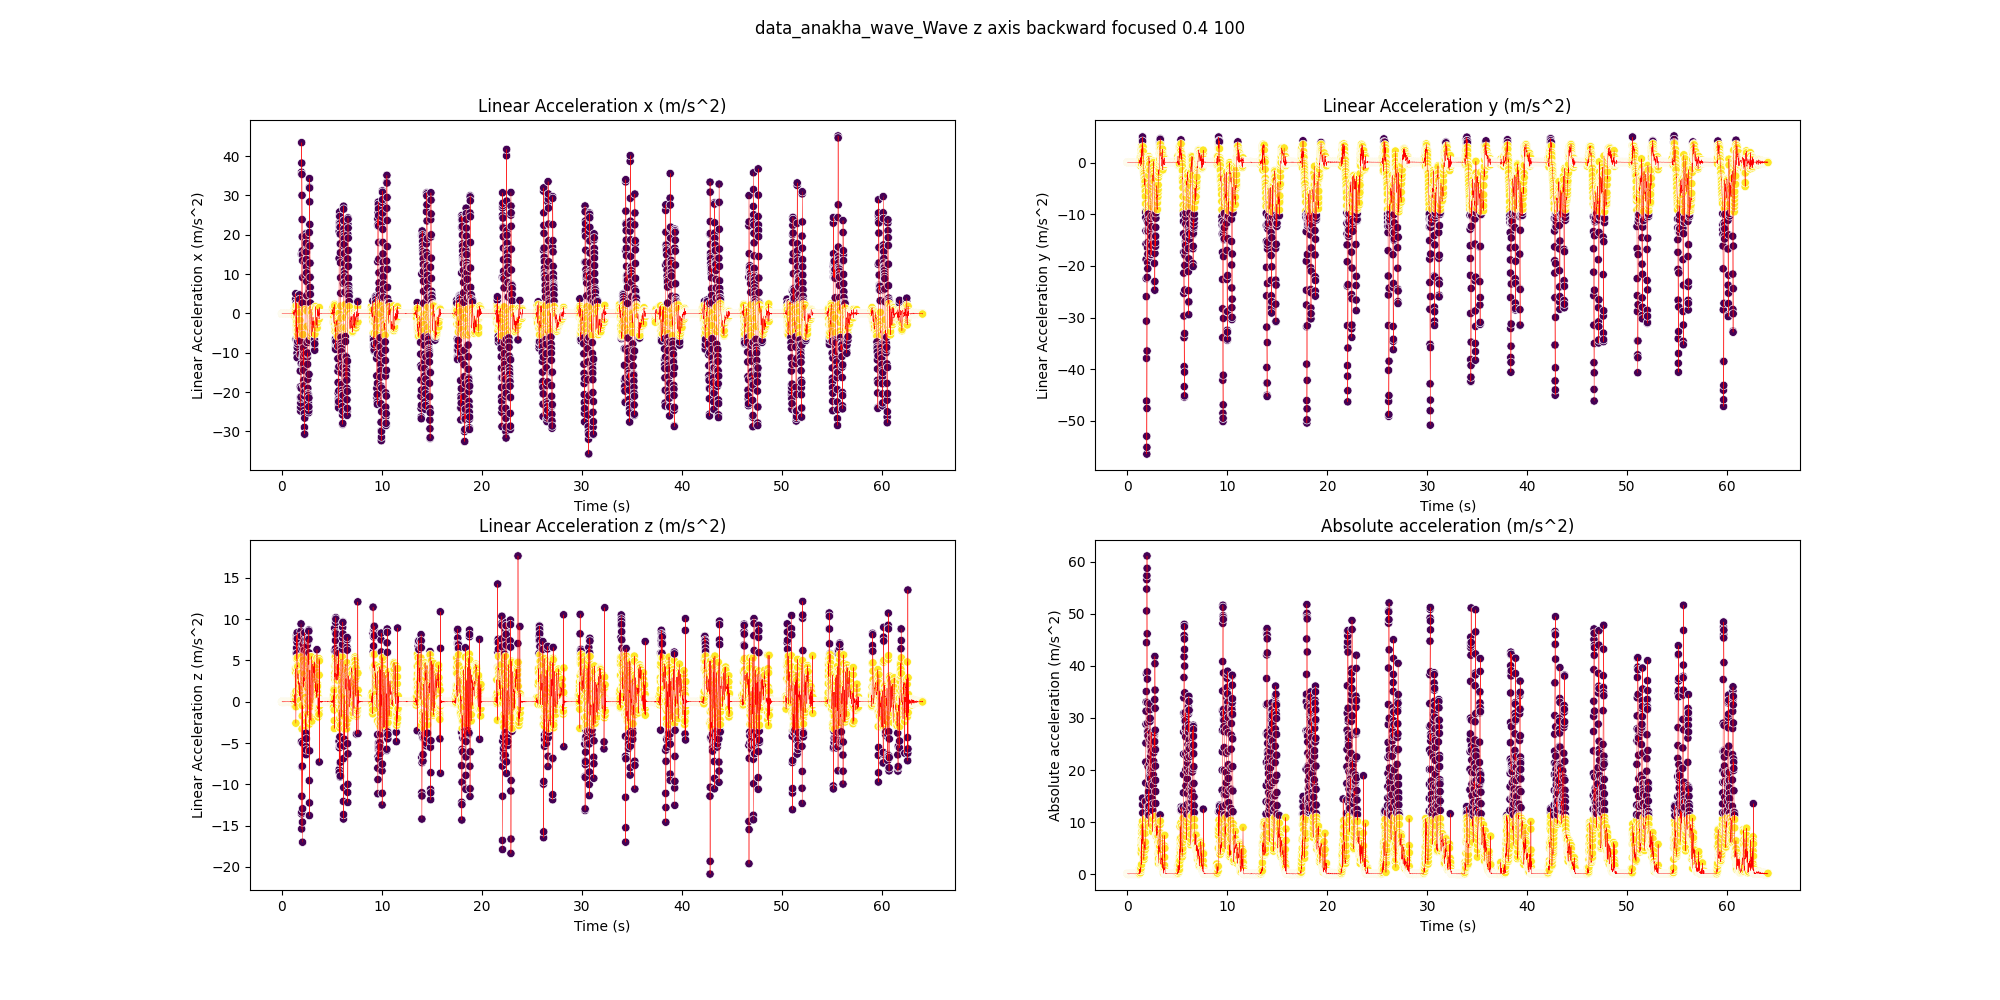 data_anakha_wave_Wave z axis backward focused 0.4 100
Linear Acceleration x (m/s^2)
Linear Acceleration x (m/s^2)
40
30
20
10
0
−10
−20
−30
0 10 20 30 40 50 60
Time (s)
Linear Acceleration y (m/s^2)
Linear Acceleration y (m/s^2)
0
−10
−20
−30
−40
−50
0 10 20 30 40 50 60
Time (s)
Linear Acceleration z (m/s^2)
Linear Acceleration z (m/s^2)
15
10
5
0
−5
−10
−15
−20
0 10 20 30 40 50 60
Time (s)
Absolute acceleration (m/s^2)
Absolute acceleration (m/s^2)
60
50
40
30
20
10
0
0 10 20 30 40 50 60
Time (s)